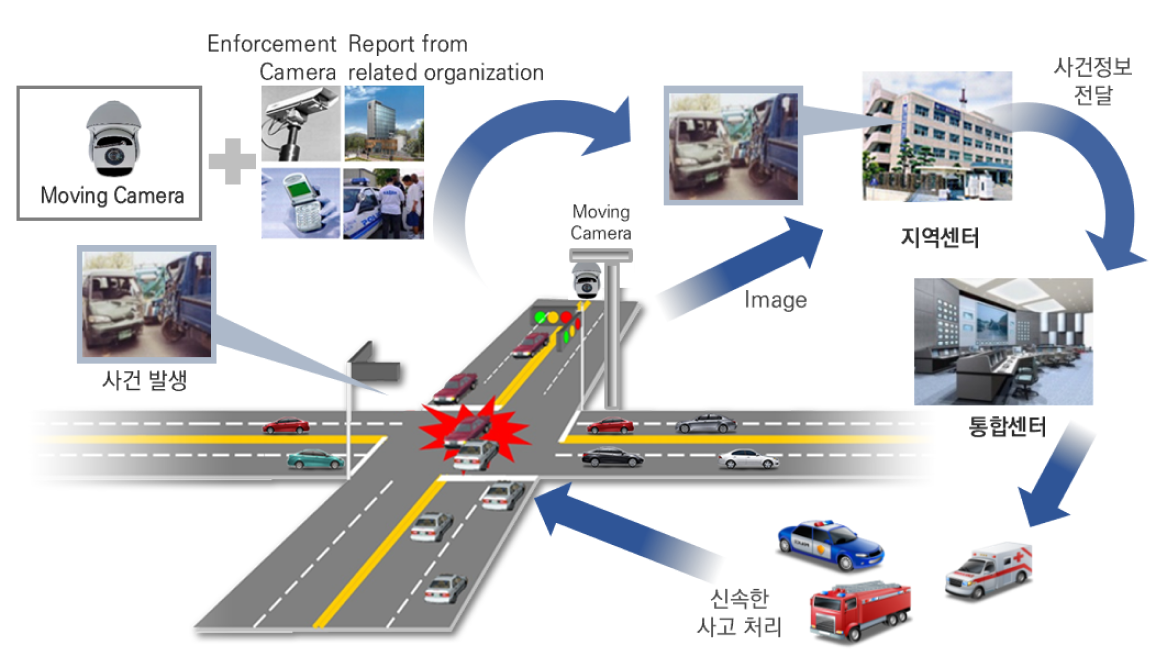 Enforcement
Camera
Report from
related organization
Moving Camera
사건정보
전달
지역센터
Moving
Camera
Image
사건 발생
통합센터
신속한
사고 처리